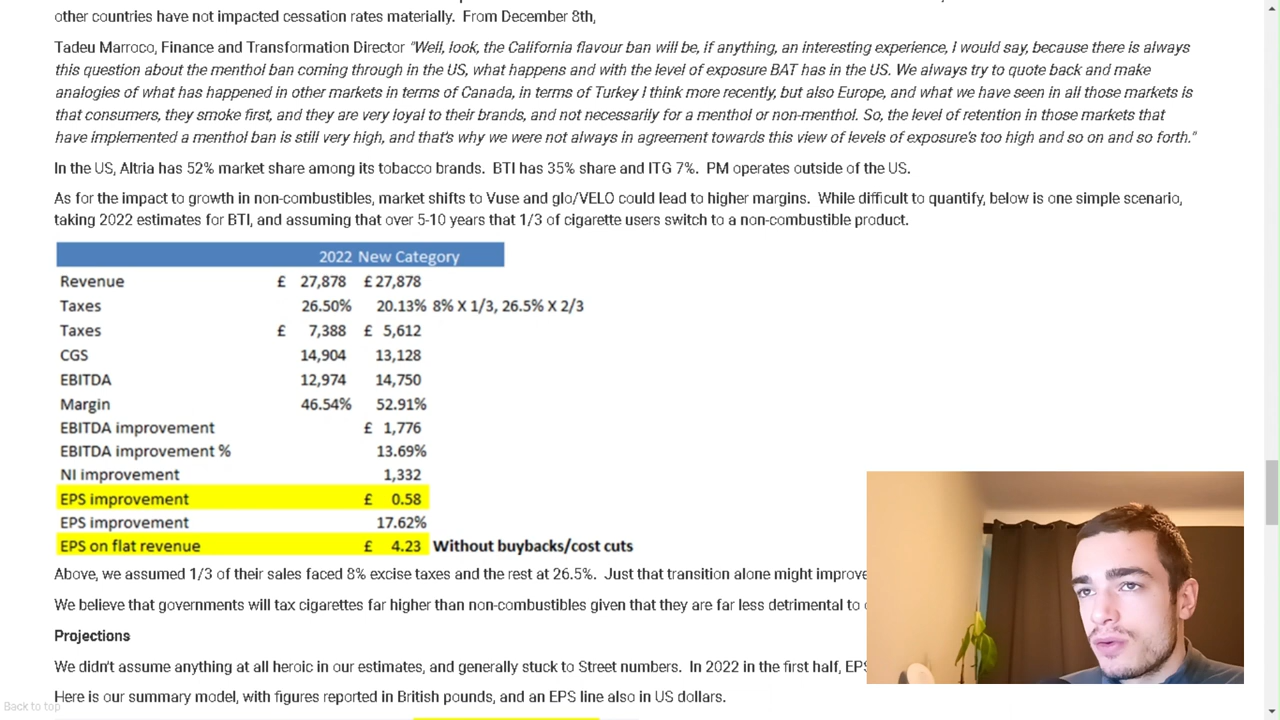 other countries have not impacted cessation rates materially. From December 8th,
Tadeu Marroco, Finance and Transformation Director "Well, look, the California flavour ban will be, if anything, an interesting experience, I would say, because there is always
this question about the menthol ban coming through in the US, what happens and with the level of exposure BAT has in the US. We always try to quote back and make
analogies of what has happened in other markets in terms of Canada, in terms of Turkey I think more recently, but also Europe, and what we have seen in all those markets is
that consumers, they smoke first, and they are very loyal to their brands, and not necessarily for a menthol or non-menthol. So, the level of retention in those markets that
have implemented a menthol ban is still very high, and that's why we were not always in agreement towards this view of levels of exposure's too high and so on and so forth."
In the US, Altria has 52% market share among its tobacco brands. BTI has 35% share and ITG 7%. PM operates outside of the US.
As for the impact to growth in non-combustibles, market shifts to Vuse and glo/VELO could lead to higher margins. While difficult to quantify, below is one simple scenario,
taking 2022 estimates for BTI, and assuming that over 5-10 years that 1/3 of cigarette users switch to a non-combustible product.
2022 New Category
Revenue £ 27,878 £ 27,878
Taxes 26.50% 20.13% 8% X 1/3, 26.5% X 2/3
Taxes £ 7,388 £ 5,612
CGS 14,904 13,128
EBITDA 12,974 14,750
Margin 46.54% 52.91%
EBITDA improvement £ 1,776
EBITDA improvement % 13.69%
NI improvement 1,332
EPS improvement £ 0.58
EPS improvement 17.62%
EPS on flat revenue £ 4.23 Without buybacks/cost cuts
Above, we assumed 1/3 of their sales faced 8% excise taxes and the rest at 26.5%. Just that transition alone might improve
We believe that governments will tax cigarettes far higher than non-combustibles given that they are far less detrimental to
Projections
We didn't assume anything at all heroic in our estimates, and generally stuck to Street numbers. In 2022 in the first half, EPS
Here is our summary model, with figures reported in British pounds, and an EPS line also in US dollars.
Back to top